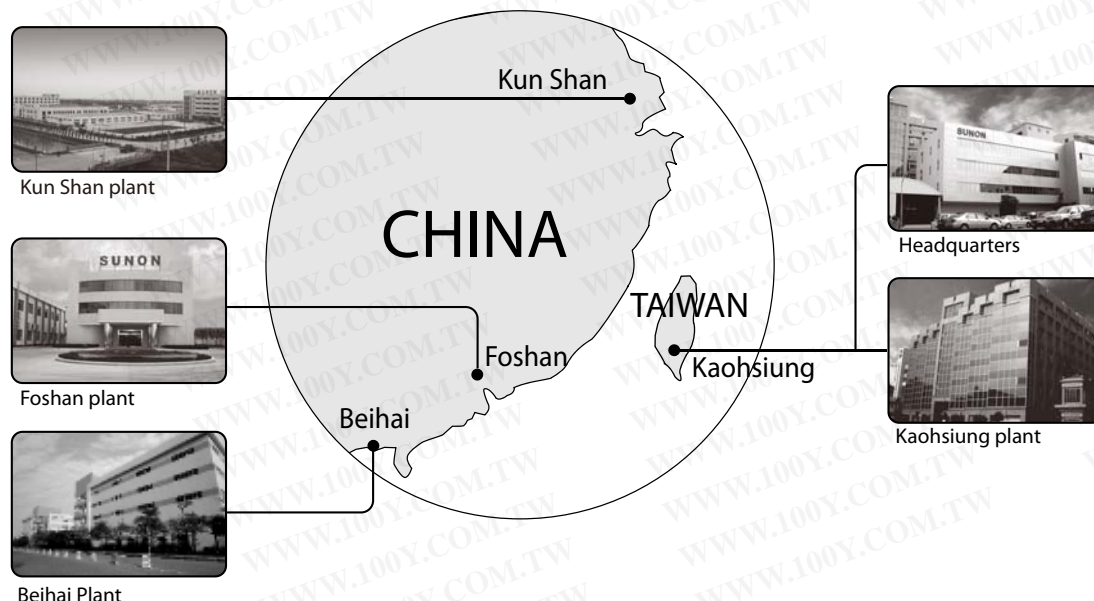 Kun Shan
Kun Shan plant
CHINA
SUNON
Foshan plant
Foshan
Beihai
Beihai Plant
TAIWAN
Kaohsiung
SUNON
Headquarters
Kaohsiung plant
WWW.100Y.COM.TW